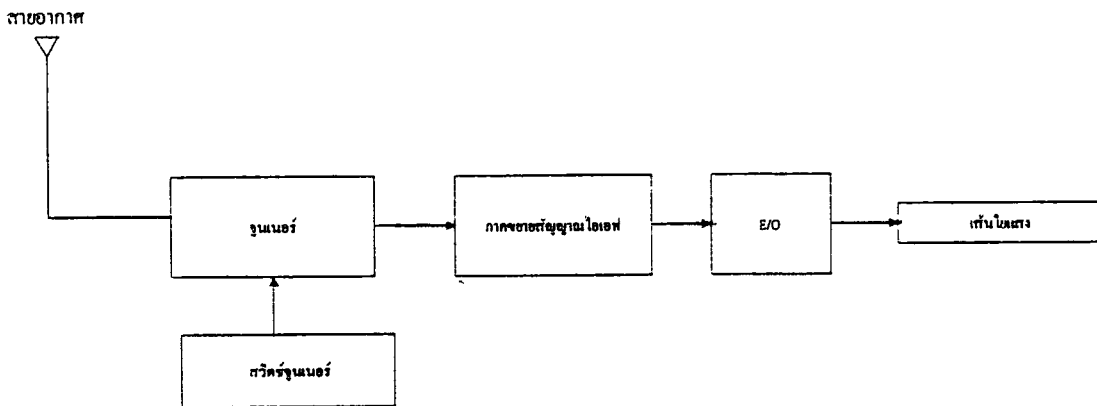 สายอากาศ
จูนเนอร์
ภาคขยายสัญญาณไอเอฟ
E/O
เส้นใยแสง
สวิตช์จูนเนอร์